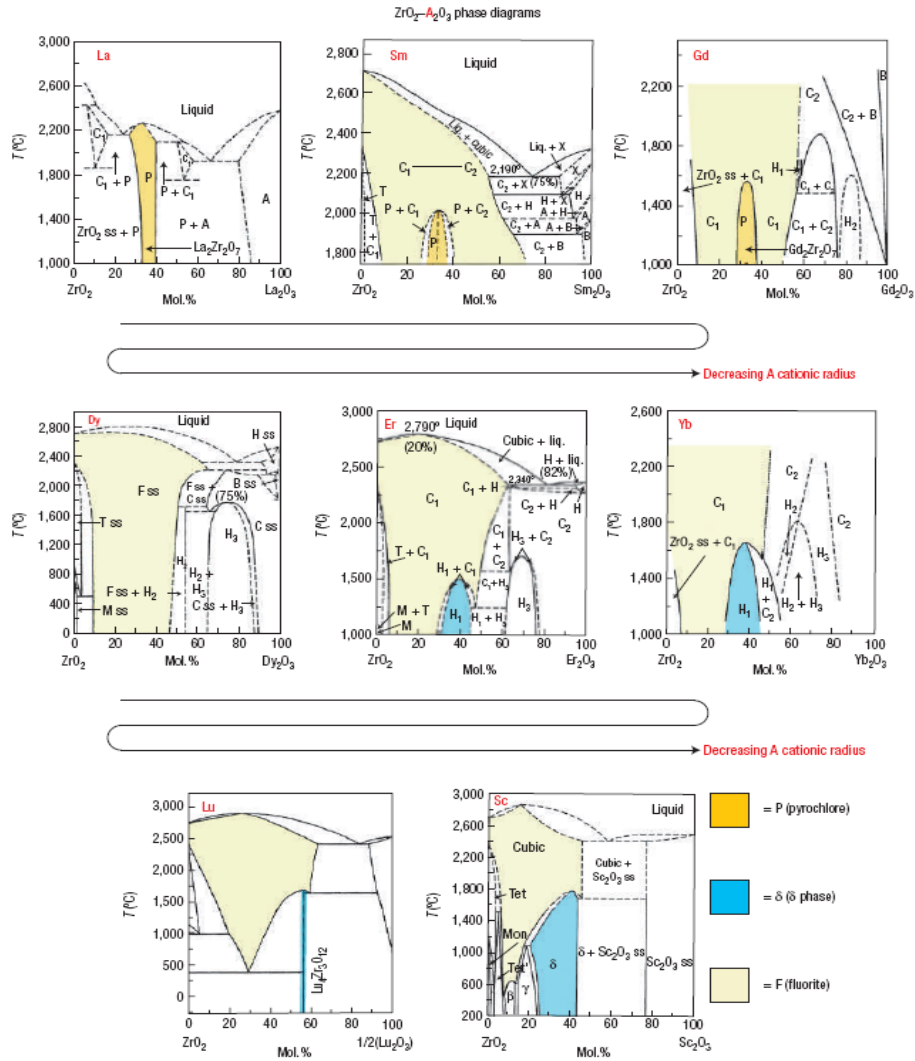 ZrO2–A2O3 phase diagrams
La
3,000
2,600
2,200
1,800
1,400
1,000
T (ºC)
Liquid
C1
C1
P
C1 + P
P + C1
ZrO2 ss + P
P + A
A
La2Zr2O7
0 20 40 60 80 100
ZrO2 Mol.% La2O3
Sm
2,800
2,600
2,400
2,200
2,000
1,800
T (ºC)
Liquid
Liq. + cubic
Liq. + X
2,190º
(75%)
C1 C2
C2 + X
X
H
H + X
T
P + C1
P + C2
C2 + H
A + H
A
C2 + A
A + B
B
C2 + B
T + C1
P
0 20 40 60 80 100
ZrO2 Mol.% Sm2O3
Gd
2,200
1,800
1,400
1,000
T (ºC)
B
C2
C2 + B
H1
ZrO2 ss + C1
C1 + C2
C1
P
C1
C1 + C2
H2
Gd2Zr2O7
0 20 40 60 80 100
ZrO2 Mol.% Gd2O3
Decreasing A cationic radius
Dy
2,800
2,400
2,000
1,600
1,200
800
400
0
T (ºC)
Liquid
H ss
B ss
F ss
F ss
C ss
(75%)
C ss
T ss
H3
F ss + H2
H2 +
H3
C ss + H3
M ss
0 20 40 60 80 100
ZrO2 Mol.% Dy2O3
Er
3,000
2,500
2,000
1,500
1,000
T (ºC)
2,790º
(20%)
Liquid
Cubic + liq.
H + liq.
(82%)
2,340º
C1 + H
C2 + H
H
C1
C2
C1
+
C2
H3 + C2
T + C1
H1 + C1
C1 + H3
H3
M + T
M
H1
H1 + H3
0 20 40 60 80 100
ZrO2 Mol.% Er2O3
Yb
2,600
2,200
1,800
1,400
1,000
T (ºC)
C2
C1
H2
C2
ZrO2 ss + C1
H3
H1
+
C2
H1
H2 + H3
0 20 40 60 80 100
ZrO2 Mol.% Yb2O3
Decreasing A cationic radius
Lu
3,000
2,500
2,000
1,500
1,000
500
0
T (ºC)
Lu4Zr3O12
0 20 40 60 80 100
ZrO2 Mol.% 1/2(Lu2O3)
Sc
3,000
2,600
2,200
1,800
1,400
1,000
600
200
T (ºC)
Liquid
Cubic
Cubic +
Sc2O3 ss
Tet
Mon
Tet'
β
γ
δ
δ + Sc2O3 ss
Sc2O3 ss
0 20 40 60 80 100
ZrO2 Mol.% Sc2O3
= P (pyrochlore)
= δ (δ phase)
= F (fluorite)